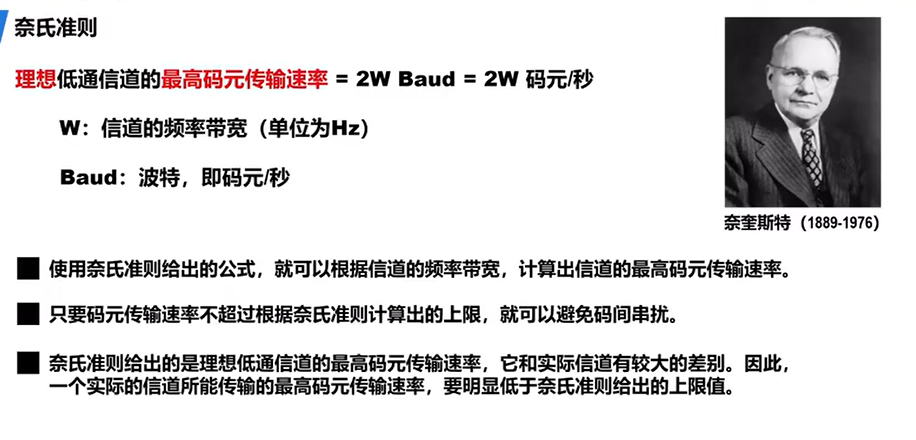 奈氏准则
理想低通信道的最高码元传输速率 = 2W Baud = 2W 码元/秒
W：信道的频率带宽（单位为Hz）
Baud：波特，即码元/秒
奈奎斯特（1889-1976）
使用奈氏准则给出的公式，就可以根据信道的频率带宽，计算出信道的最高码元传输速率。
只要码元传输速率不超过根据奈氏准则计算出的上限，就可以避免码间串扰。
奈氏准则给出的是理想低通信道的最高码元传输速率，它和实际信道有较大的差别。因此，
一个实际的信道所能传输的最高码元传输速率，要明显低于奈氏准则给出的上限值。